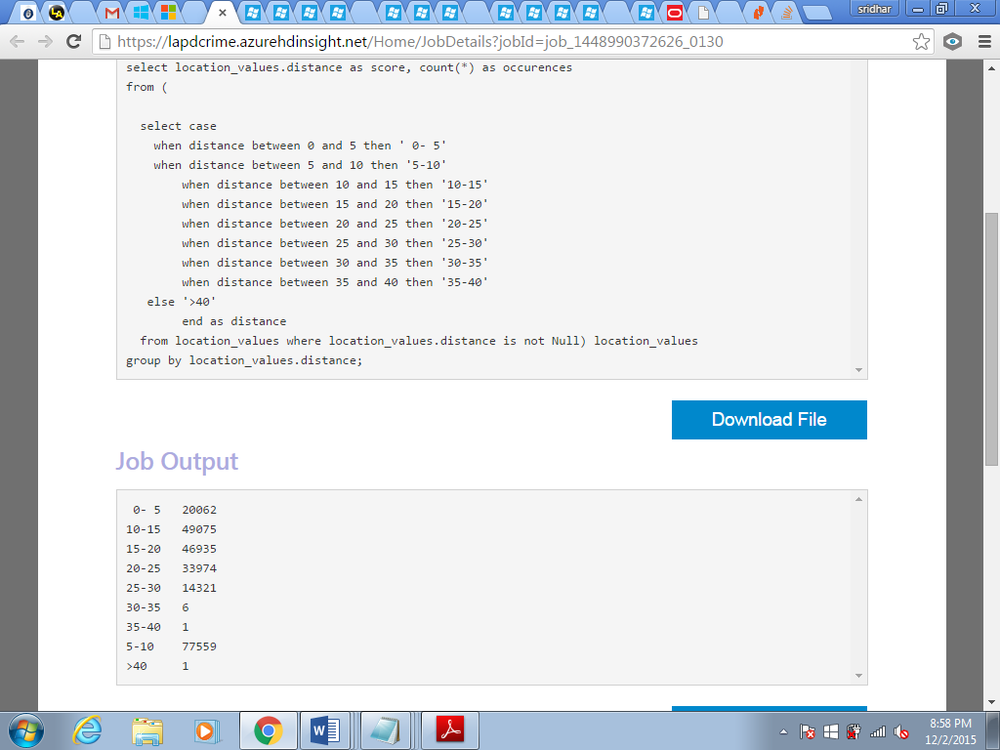 sridhar
https://lapdcrime.azurehdinsight.net/Home/JobDetails?jobId=job_1448990372626_0130
select location_values.distance as score, count(*) as occurences
from (
select case
when distance between 0 and 5 then ' 0- 5'
when distance between 5 and 10 then '5-10'
when distance between 10 and 15 then '10-15'
when distance between 15 and 20 then '15-20'
when distance between 20 and 25 then '20-25'
when distance between 25 and 30 then '25-30'
when distance between 30 and 35 then '30-35'
when distance between 35 and 40 then '35-40'
else '>40'
end as distance
from location_values where location_values.distance is not Null) location_values
group by location_values.distance;
Download File
Job Output
0- 5 20062
10-15 49075
15-20 46935
20-25 33974
25-30 14321
30-35 6
35-40 1
5-10 77559
>40 1
8:58 PM
12/2/2015